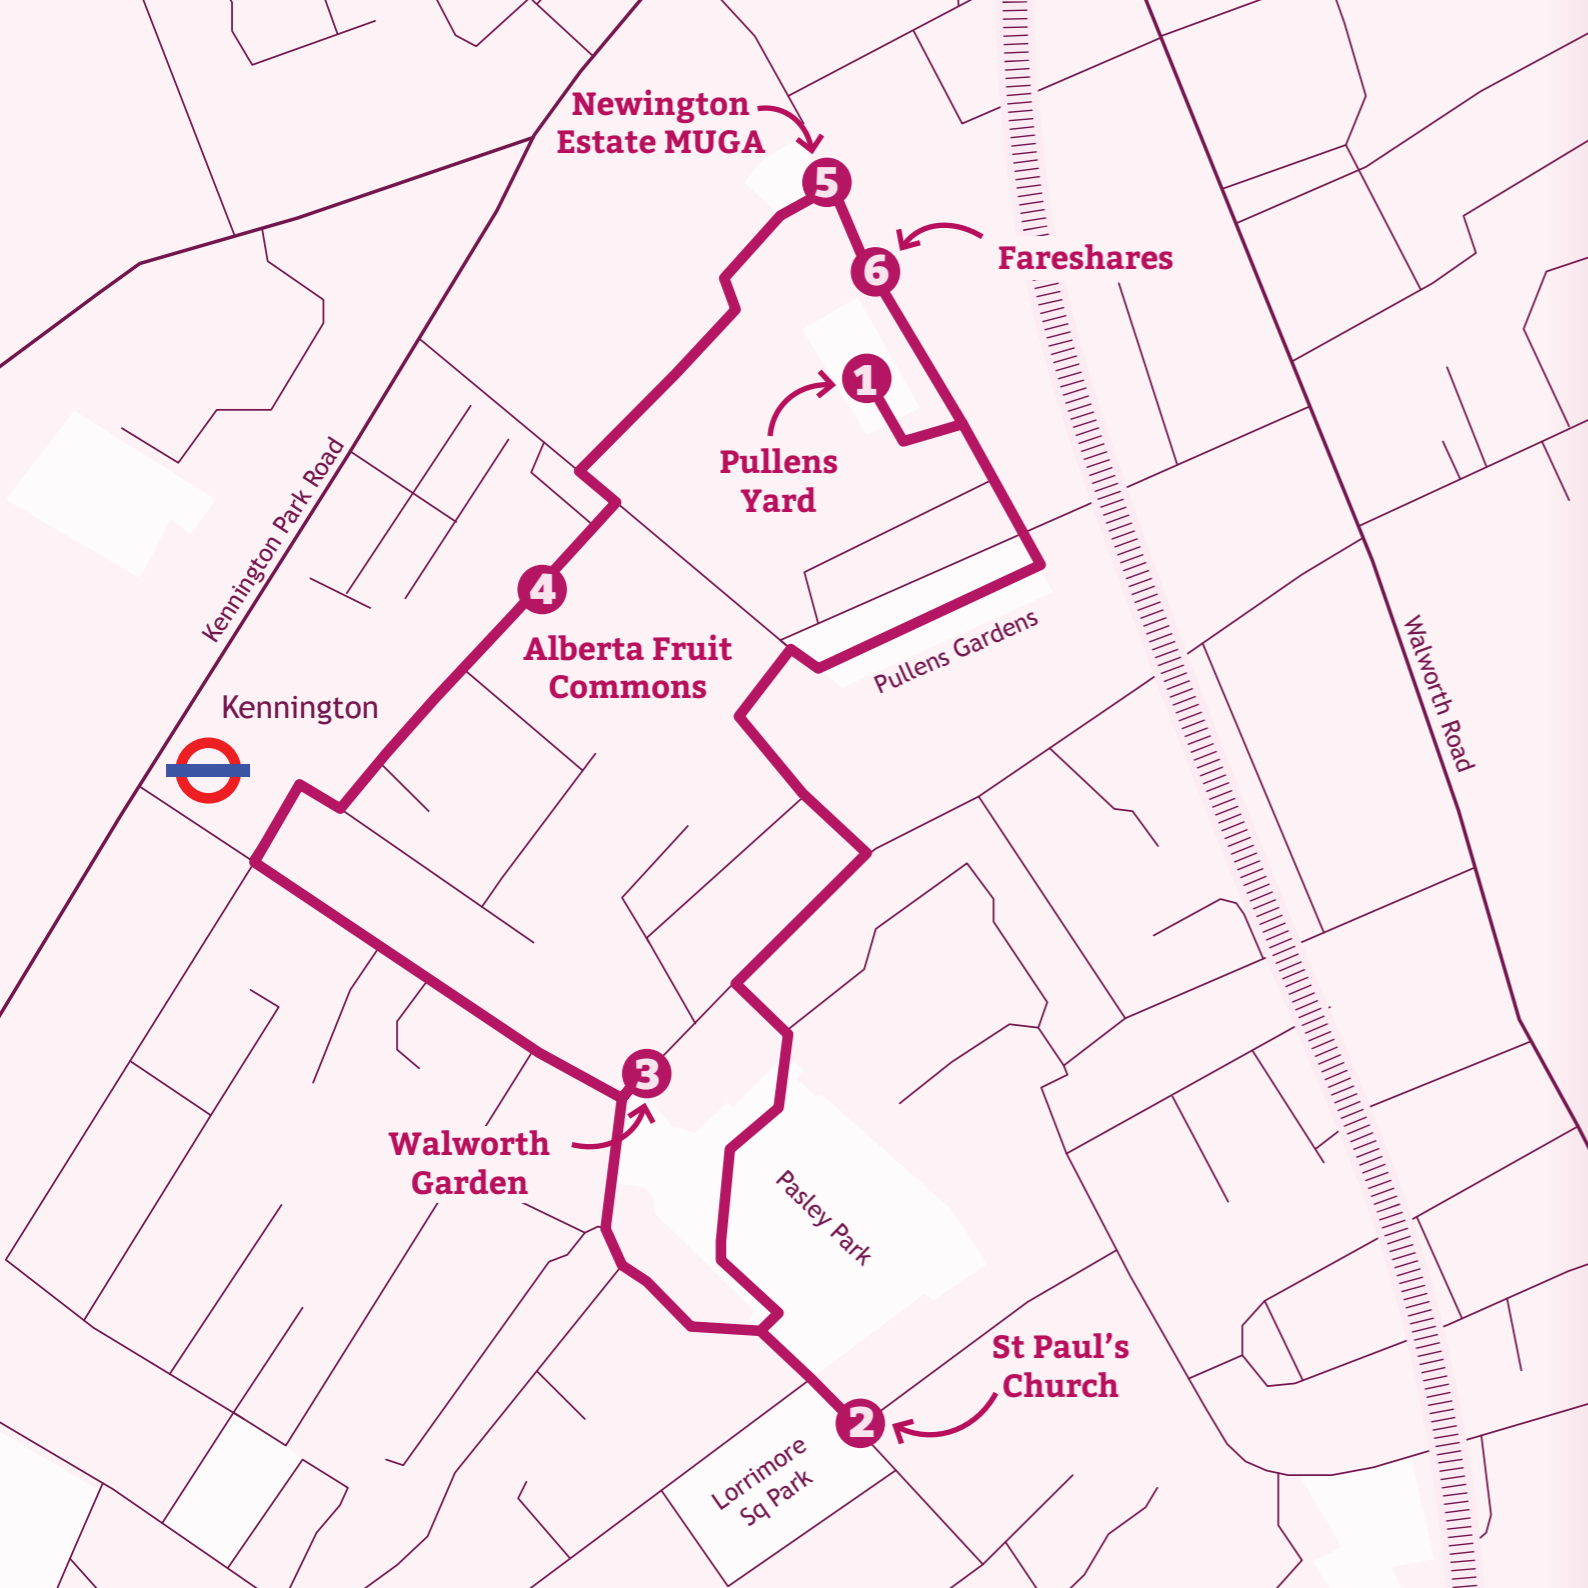 Newington
Estate MUGA
5
6
Fareshares
1
Pullens
Yard
Kennington Park Road
4
Alberta Fruit
Commons
Pullens Gardens
Walworth Road
Kennington
3
Walworth
Garden
Pasley Park
St Paul’s
Church
2
Lorrimore
Sq Park